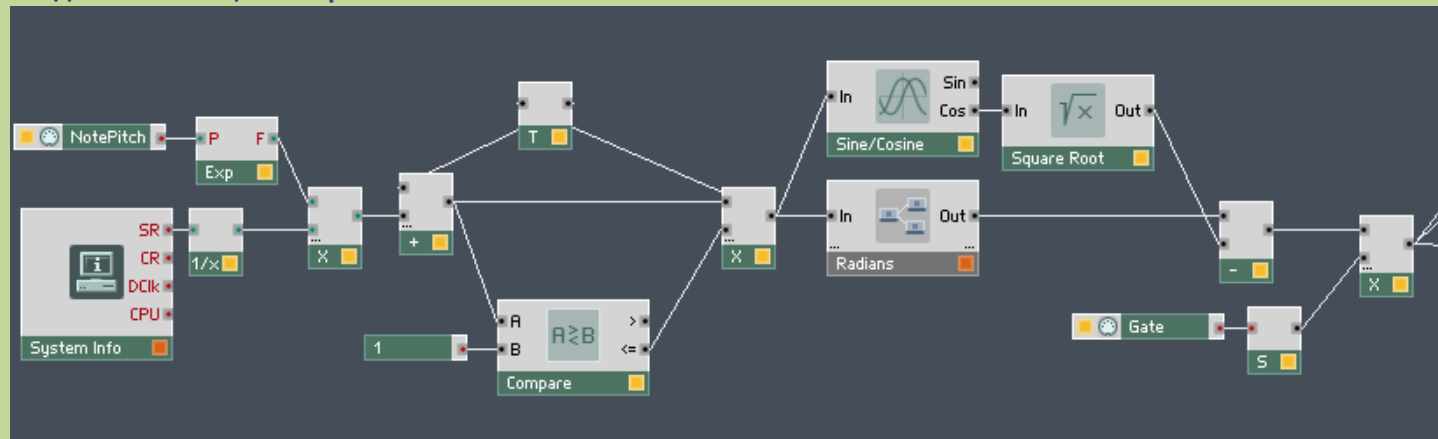 NotePitch
P F
Exp
SR
CR
DClk
CPU
System Info
1/x
...
X
...
+
T
1
A > 
B <=
A≷B
Compare
...
X
In Sin
Cos
Sine/Cosine
In √x Out
Square Root
In Out
... ...
Radians
-
Gate
S
...
X